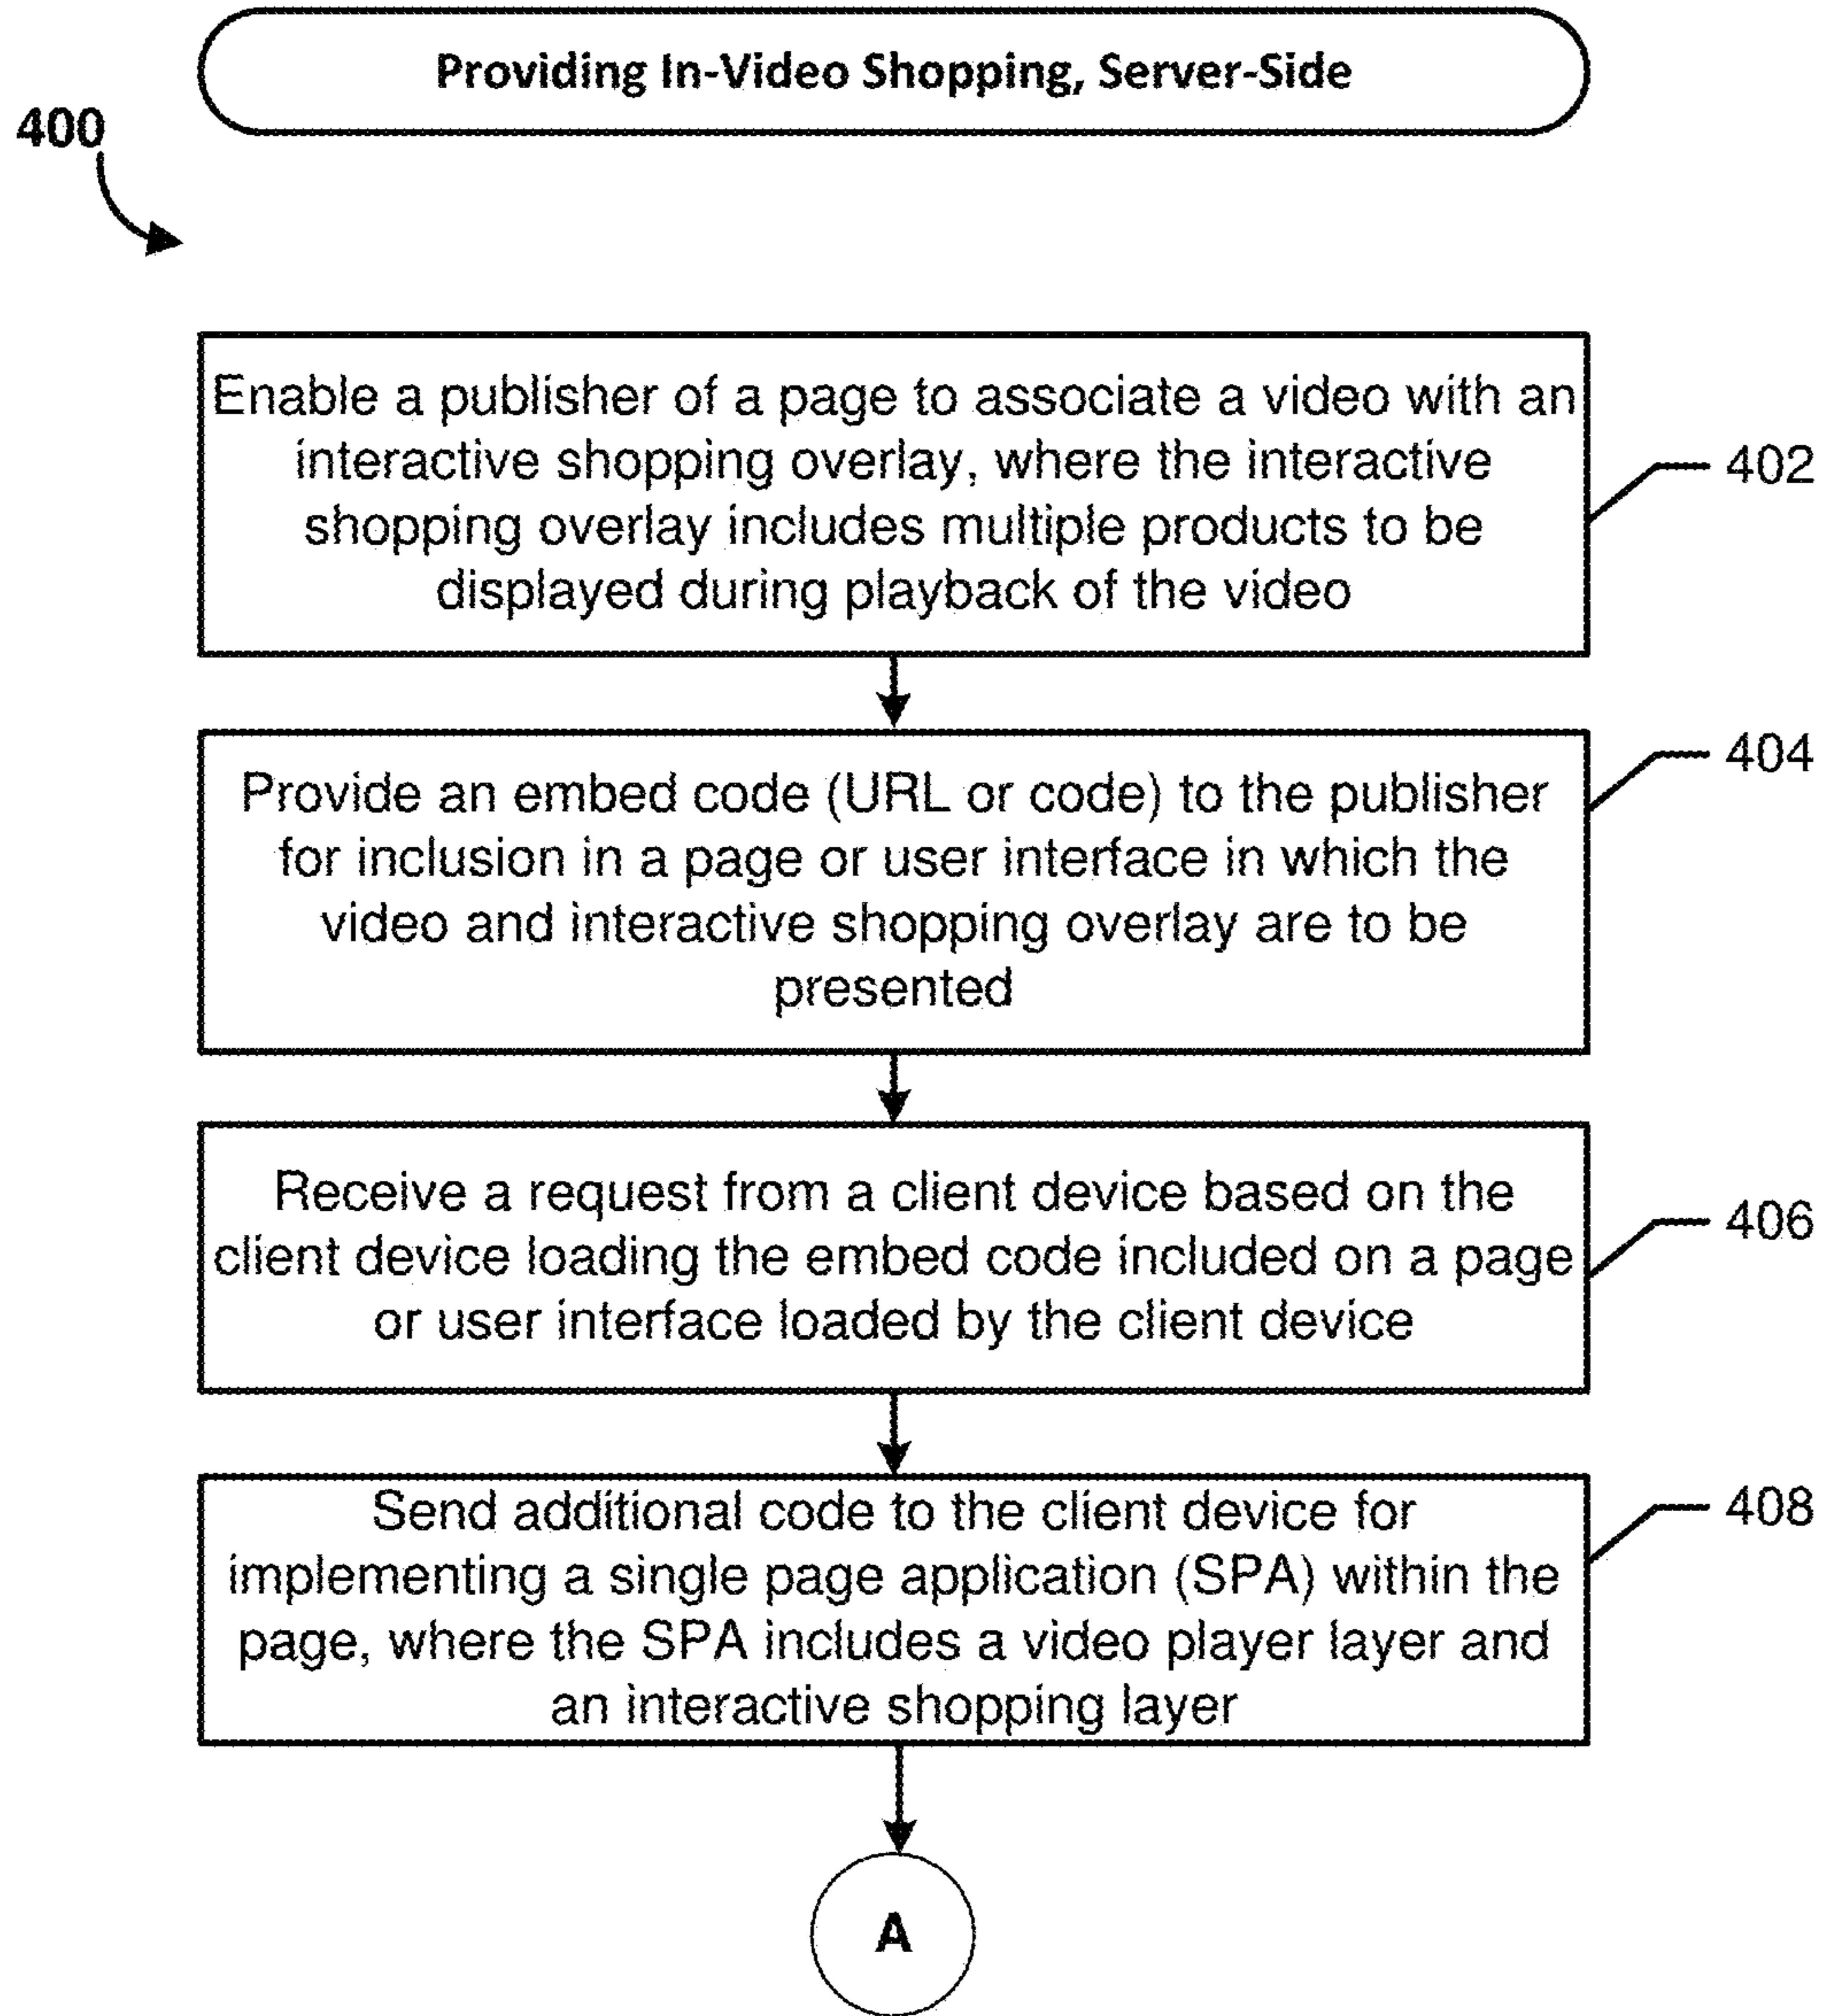 Providing In-Video Shopping, Server-Side
400
Enable a publisher of a page to associate a video with an
interactive shopping overlay, where the interactive
shopping overlay includes multiple products to be
displayed during playback of the video
402
Provide an embed code (URL or code) to the publisher
for inclusion in a page or user interface in which the
video and interactive shopping overlay are to be
presented
404
Receive a request from a client device based on the
client device loading the embed code included on a page
or user interface loaded by the client device
406
Send additional code to the client device for
implementing a single page application (SPA) within the
page, where the SPA includes a video player layer and
an interactive shopping layer
408
A